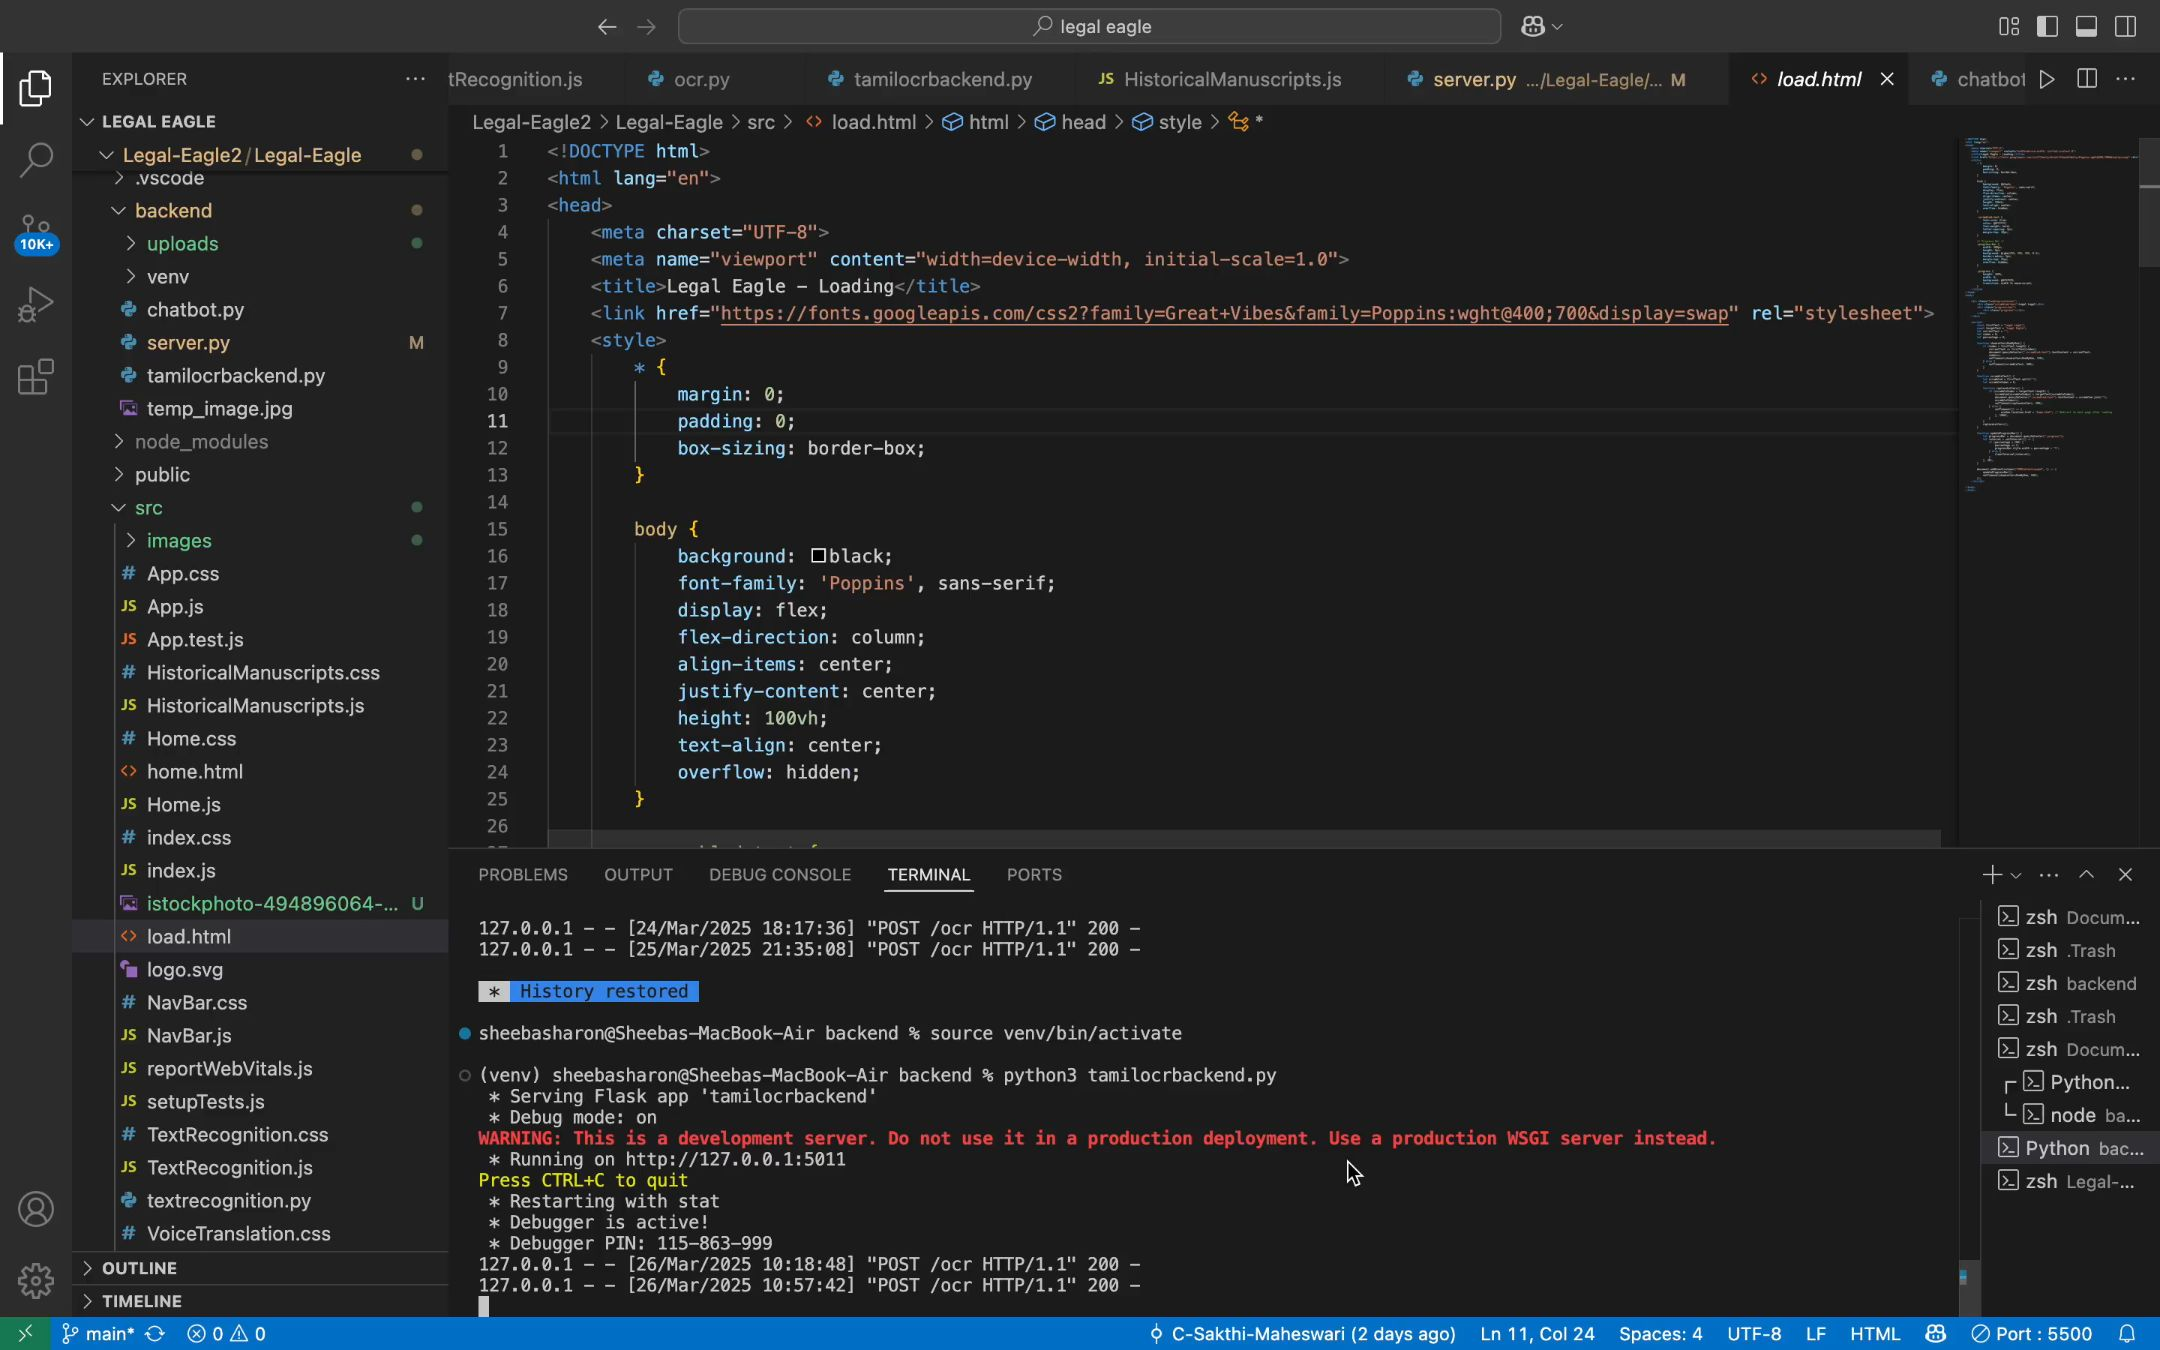 legal eagle
EXPLORER
LEGAL EAGLE
Legal-Eagle2/Legal-Eagle
.vscode
backend
uploads
venv
chatbot.py
server.py M
tamilocrbackend.py
temp_image.jpg
node_modules
public
src
images
App.css
App.js
App.test.js
HistoricalManuscripts.css
HistoricalManuscripts.js
Home.css
home.html
Home.js
index.css
index.js
istockphoto-494896064-... U
load.html
logo.svg
NavBar.css
NavBar.js
reportWebVitals.js
setupTests.js
TextRecognition.css
TextRecognition.js
textrecognition.py
VoiceTranslation.css
OUTLINE
TIMELINE
10K+
tRecognition.js ocr.py tamilocrbackend.py JS HistoricalManuscripts.js server.py .../Legal-Eagle/... M load.html chatbot
Legal-Eagle2 > Legal-Eagle > src > load.html > html > head > style > *
1 <!DOCTYPE html>
2 <html lang="en">
3 <head>
4 <meta charset="UTF-8">
5 <meta name="viewport" content="width=device-width, initial-scale=1.0">
6 <title>Legal Eagle – Loading</title>
7 <link href="https://fonts.googleapis.com/css2?family=Great+Vibes&family=Poppins:wght@400;700&display=swap" rel="stylesheet">
8 <style>
9 * {
10 margin: 0;
11 padding: 0;
12 box-sizing: border-box;
13 }
14
15 body {
16 background: black;
17 font-family: 'Poppins', sans-serif;
18 display: flex;
19 flex-direction: column;
20 align-items: center;
21 justify-content: center;
22 height: 100vh;
23 text-align: center;
24 overflow: hidden;
25 }
26
PROBLEMS OUTPUT DEBUG CONSOLE TERMINAL PORTS
127.0.0.1 - - [24/Mar/2025 18:17:36] "POST /ocr HTTP/1.1" 200 -
127.0.0.1 - - [25/Mar/2025 21:35:08] "POST /ocr HTTP/1.1" 200 -
* History restored
sheebasharon@Sheebas-MacBook-Air backend % source venv/bin/activate
(venv) sheebasharon@Sheebas-MacBook-Air backend % python3 tamilocrbackend.py
* Serving Flask app 'tamilocrbackend'
* Debug mode: on
WARNING: This is a development server. Do not use it in a production deployment. Use a production WSGI server instead.
* Running on http://127.0.0.1:5011
Press CTRL+C to quit
* Restarting with stat
* Debugger is active!
* Debugger PIN: 115-863-999
127.0.0.1 - - [26/Mar/2025 10:18:48] "POST /ocr HTTP/1.1" 200 -
127.0.0.1 - - [26/Mar/2025 10:57:42] "POST /ocr HTTP/1.1" 200 -
zsh Docum...
zsh .Trash
zsh backend
zsh .Trash
zsh Docum...
Python...
node ba...
Python bac...
zsh Legal-...
main* 0 0 C-Sakthi-Maheswari (2 days ago) Ln 11, Col 24 Spaces: 4 UTF-8 LF HTML Port : 5500